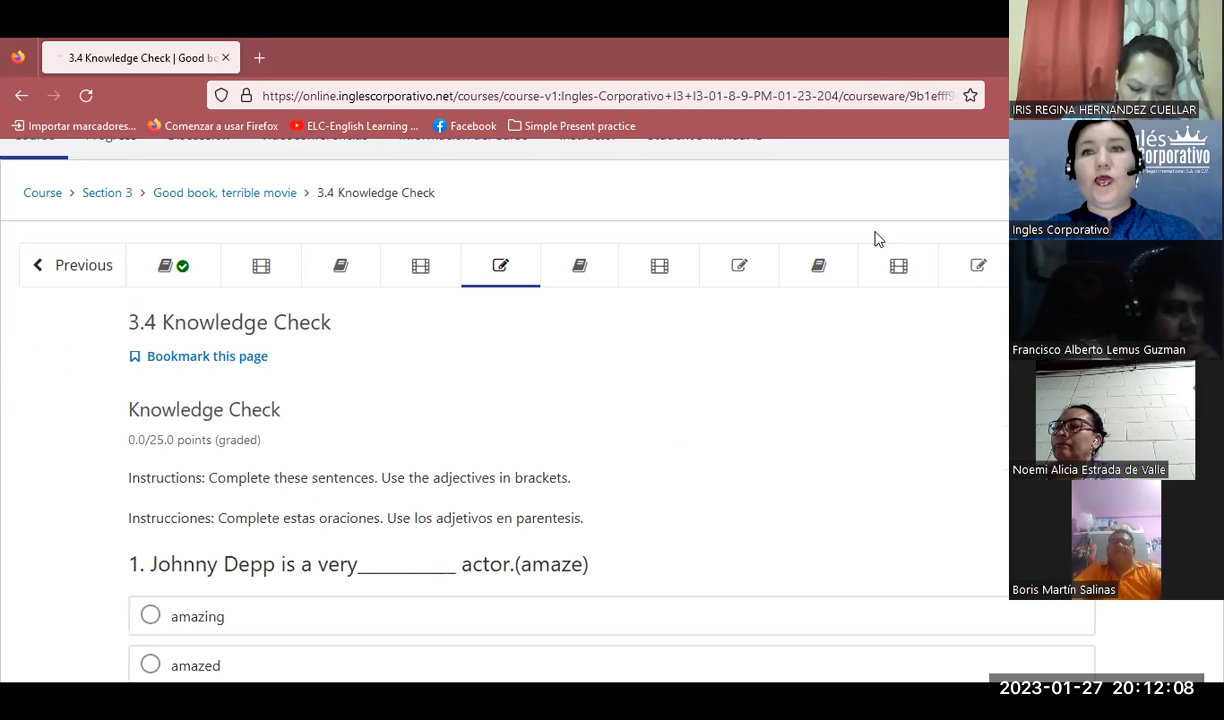 3.4 Knowledge Check | Good bo
https://online.inglescorporativo.net/courses/course-v1:Ingles-Corporativo+I3+I3-01-8-9-PM-01-23-204/courseware/9b1efff9
Importar marcadores...
Comenzar a usar Firefox
ELC-English Learning ...
Facebook
Simple Present practice
Course > Section 3 > Good book, terrible movie > 3.4 Knowledge Check
Previous
3.4 Knowledge Check
Bookmark this page
Knowledge Check
0.0/25.0 points (graded)
Instructions: Complete these sentences. Use the adjectives in brackets.
Instrucciones: Complete estas oraciones. Use los adjetivos en parentesis.
1. Johnny Depp is a very__________ actor.(amaze)
amazing
amazed
IRIS REGINA HERNANDEZ CUELLAR
Ingles Corporativo
Francisco Alberto Lemus Guzman
Noemi Alicia Estrada de Valle
Boris Martín Salinas
2023-01-27 20:12:08